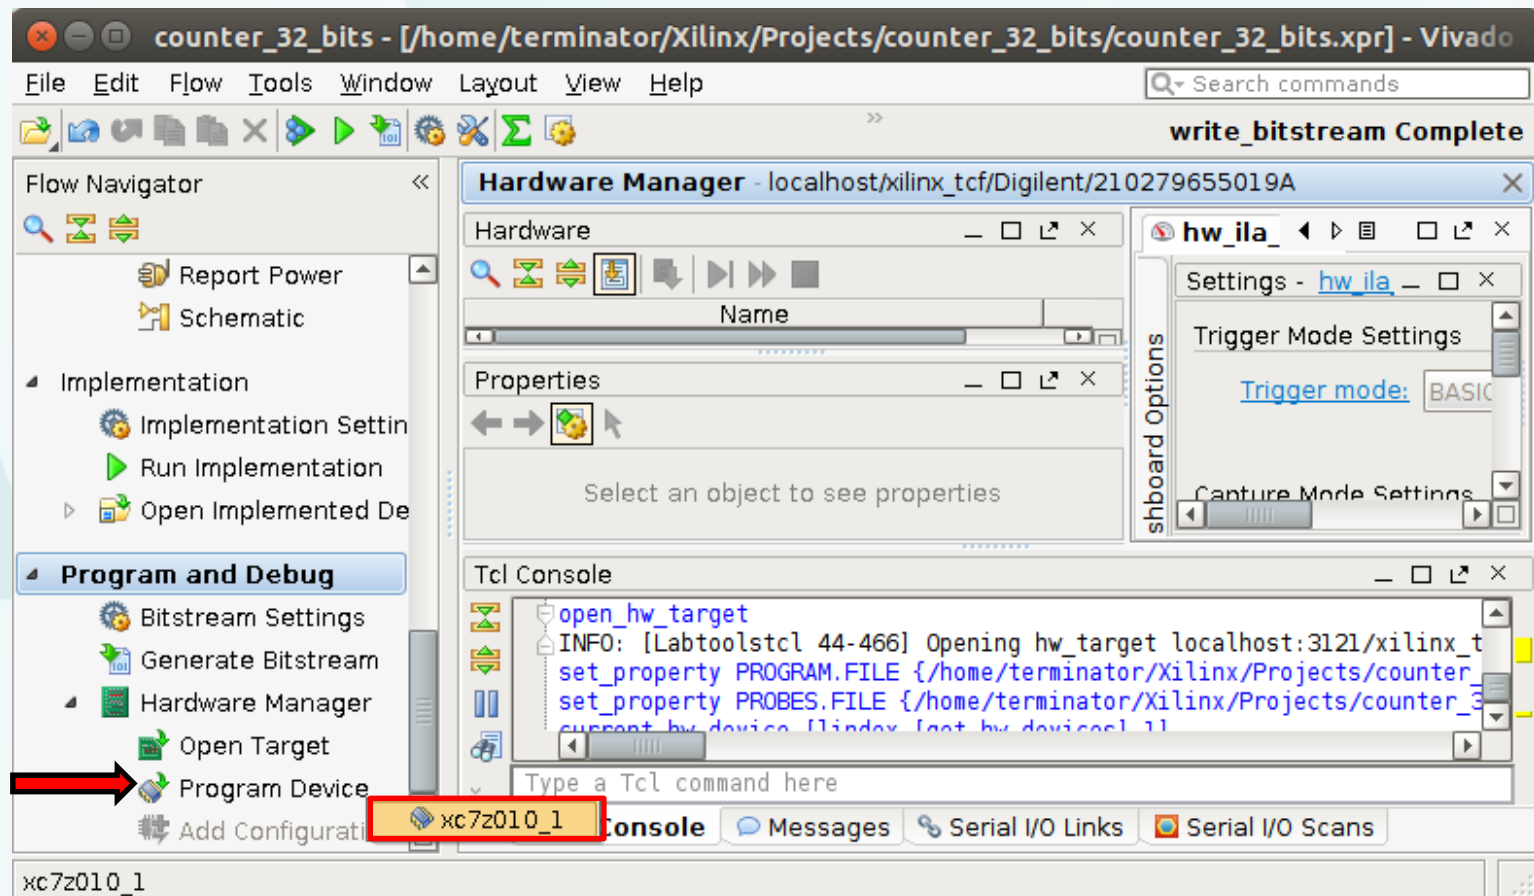 counter_32_bits - [/home/terminator/Xilinx/Projects/counter_32_bits/counter_32_bits.xpr] - Vivado
File Edit Flow Tools Window Layout View Help
Search commands
write_bitstream Complete
Flow Navigator
Report Power
Schematic
Implementation
Implementation Settin
Run Implementation
Open Implemented De
Program and Debug
Bitstream Settings
Generate Bitstream
Hardware Manager
Open Target
Program Device
Add Configurati
xc7z010_1
Hardware Manager - localhost/xilinx_tcf/Digilent/210279655019A
Hardware
Name
Properties
Select an object to see properties
hw_ila_
shboard Options
Settings - hw_ila_
Trigger Mode Settings
Trigger mode: BASIC
Capture Mode Settings
Tcl Console
open_hw_target
INFO: [Labtoolstcl 44-466] Opening hw_target localhost:3121/xilinx_t
set_property PROGRAM.FILE {/home/terminator/Xilinx/Projects/counter_
set_property PROBES.FILE {/home/terminator/Xilinx/Projects/counter_3
current_hw_device [lindex [get_hw_devices] 1]
Type a Tcl command here
Console Messages Serial I/O Links Serial I/O Scans
xc7z010_1